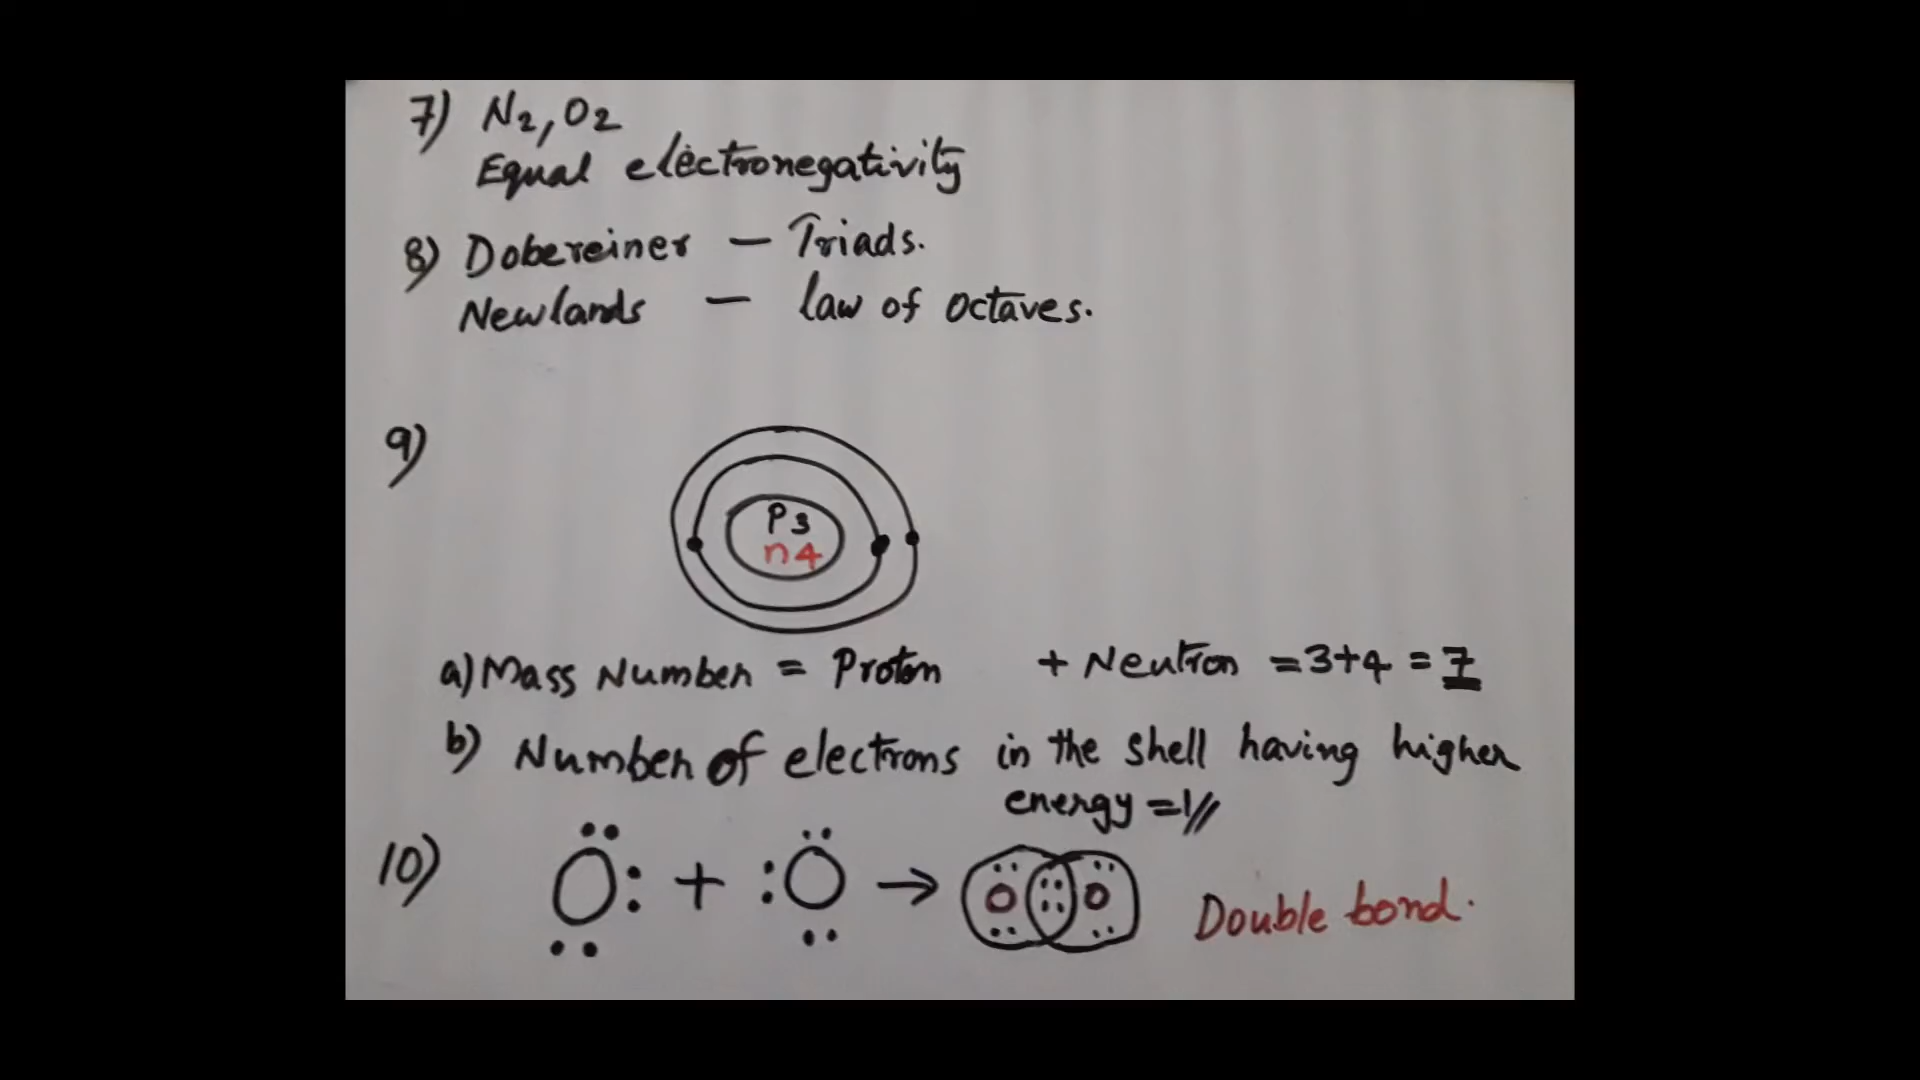 7) N2, O2
Equal electronegativity
8) Dobereiner – Triads.
Newlands – law of octaves.
9)
P3
n4
a) Mass Number = Proton + Neutron = 3+4 = 7
b) Number of electrons in the shell having higher
energy = 1//
10) O + O → O O Double bond.